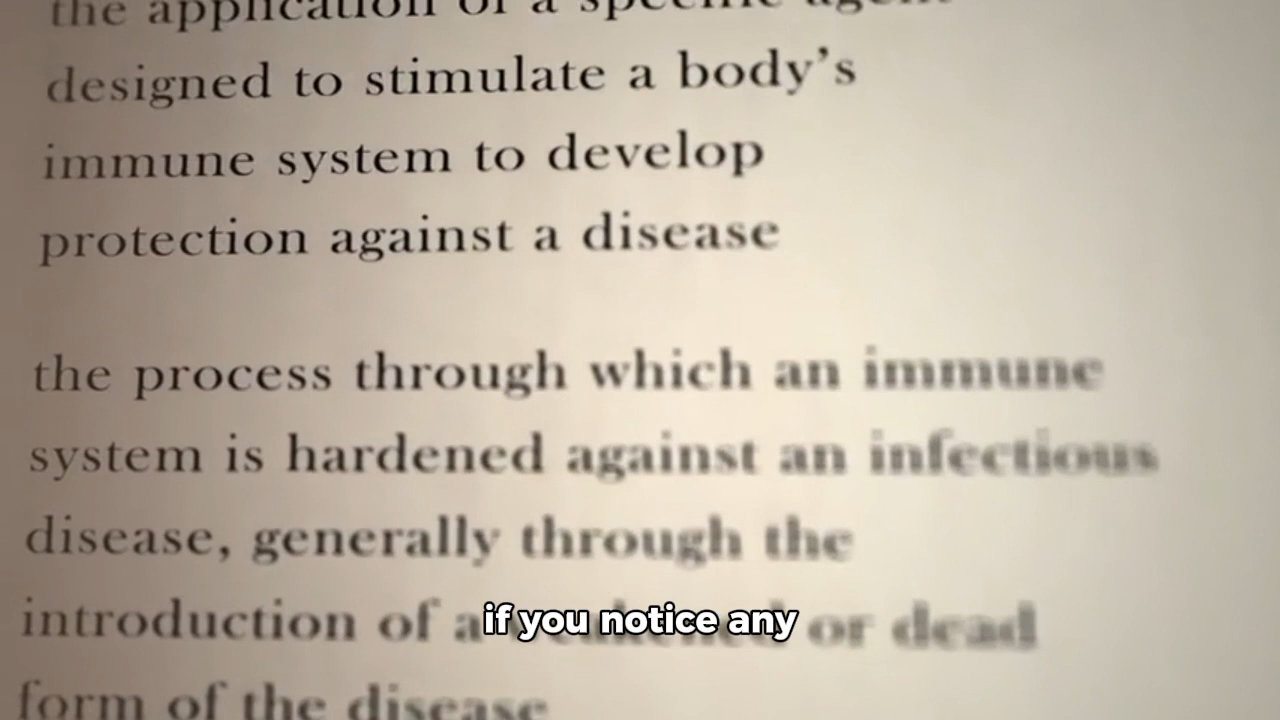 the application of a specific agent
designed to stimulate a body's
immune system to develop
protection against a disease
the process through which an immune
system is hardened against an infectious
disease, generally through the
introduction of a or dead
form of the disease
if you notice any